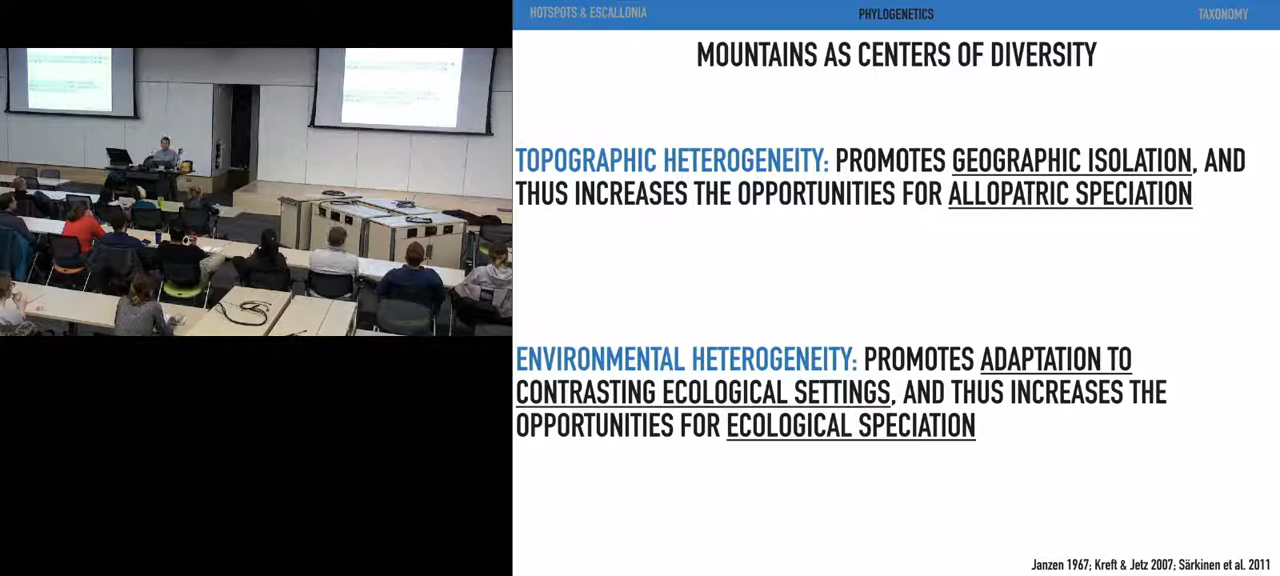 HOTSPOTS & ESCALLONIA
PHYLOGENETICS
TAXONOMY
MOUNTAINS AS CENTERS OF DIVERSITY
TOPOGRAPHIC HETEROGENEITY: PROMOTES GEOGRAPHIC ISOLATION, AND
THUS INCREASES THE OPPORTUNITIES FOR ALLOPATRIC SPECIATION
ENVIRONMENTAL HETEROGENEITY: PROMOTES ADAPTATION TO
CONTRASTING ECOLOGICAL SETTINGS, AND THUS INCREASES THE
OPPORTUNITIES FOR ECOLOGICAL SPECIATION
Janzen 1967; Kreft & Jetz 2007; Särkinen et al. 2011